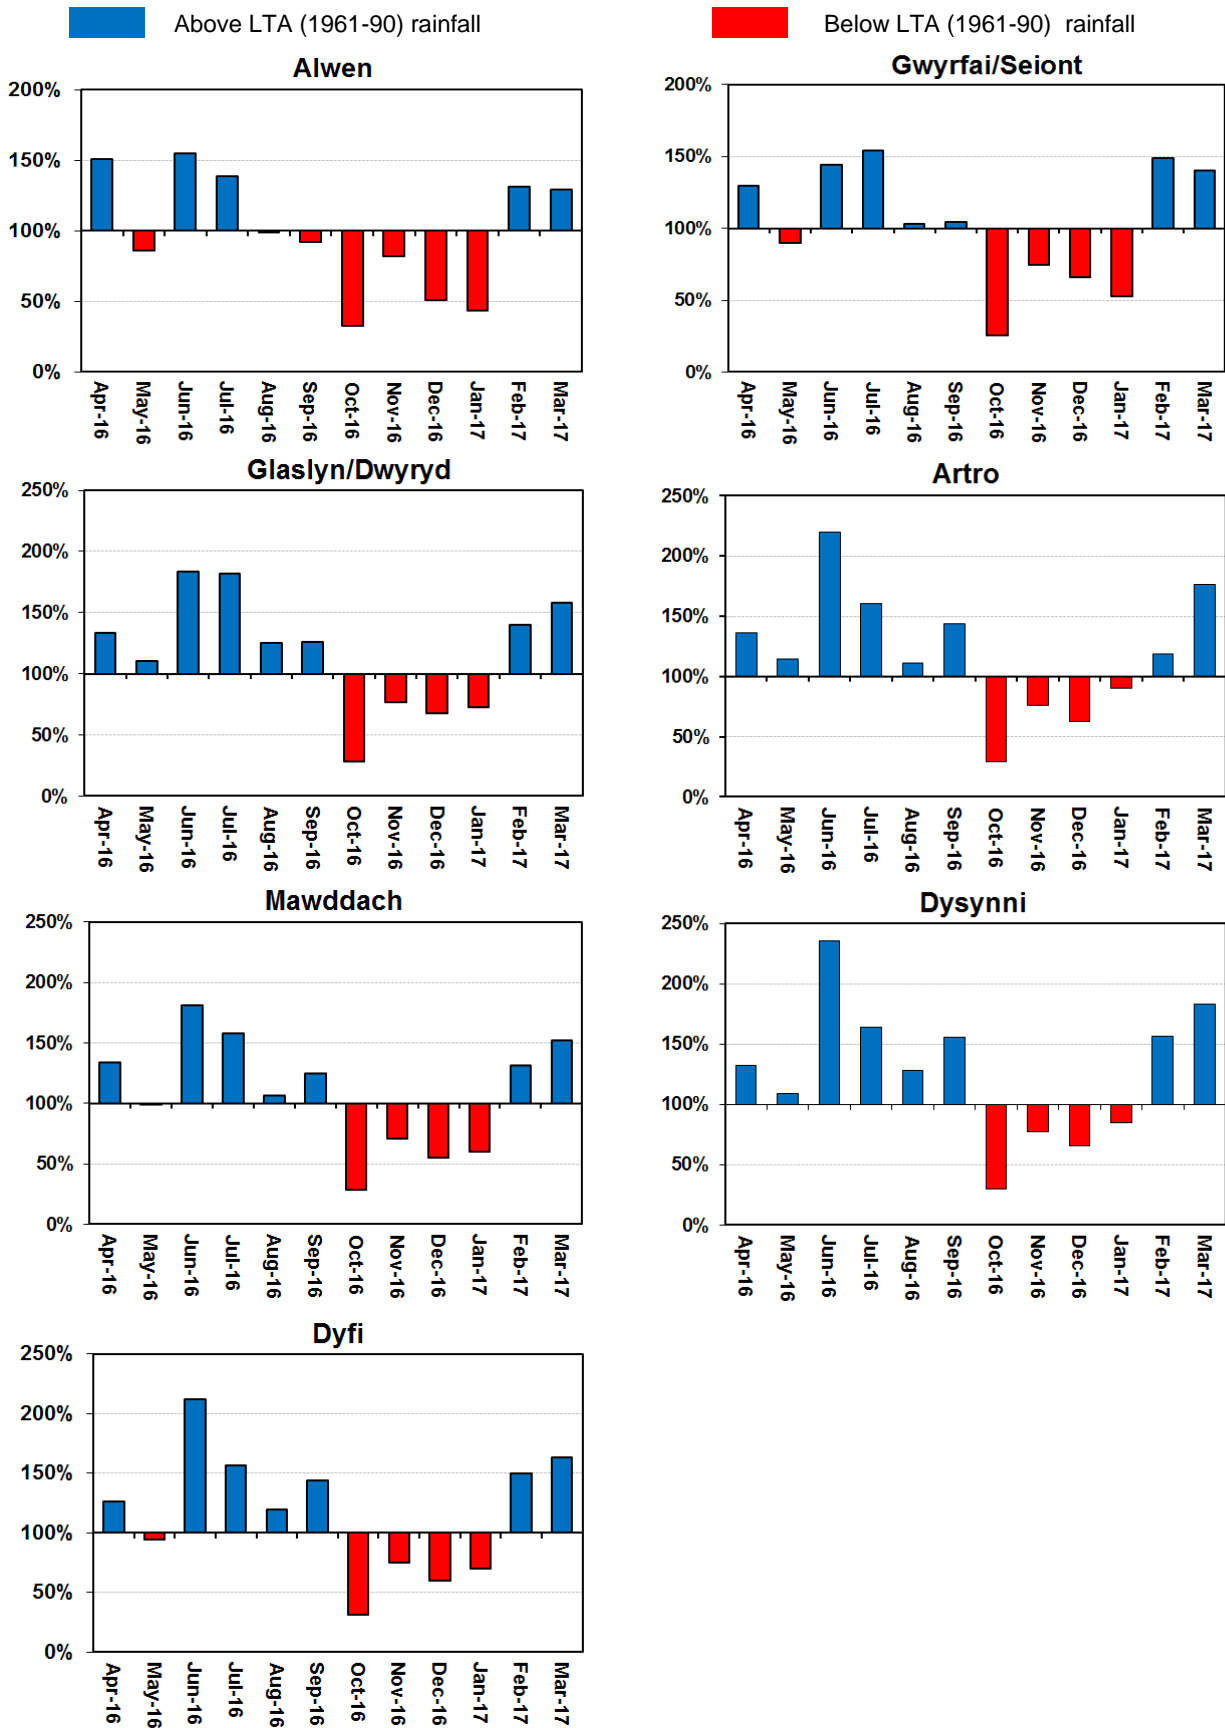 Above LTA (1961-90) rainfall
Below LTA (1961-90) rainfall
Alwen
200%
150%
100%
50%
0%
Apr-16
May-16
Jun-16
Jul-16
Aug-16
Sep-16
Oct-16
Nov-16
Dec-16
Jan-17
Feb-17
Mar-17
Gwyrfai/Seiont
200%
150%
100%
50%
0%
Apr-16
May-16
Jun-16
Jul-16
Aug-16
Sep-16
Oct-16
Nov-16
Dec-16
Jan-17
Feb-17
Mar-17
Glaslyn/Dwyryd
250%
200%
150%
100%
50%
0%
Apr-16
May-16
Jun-16
Jul-16
Aug-16
Sep-16
Oct-16
Nov-16
Dec-16
Jan-17
Feb-17
Mar-17
Artro
250%
200%
150%
100%
50%
0%
Apr-16
May-16
Jun-16
Jul-16
Aug-16
Sep-16
Oct-16
Nov-16
Dec-16
Jan-17
Feb-17
Mar-17
Mawddach
250%
200%
150%
100%
50%
0%
Apr-16
May-16
Jun-16
Jul-16
Aug-16
Sep-16
Oct-16
Nov-16
Dec-16
Jan-17
Feb-17
Mar-17
Dysynni
250%
200%
150%
100%
50%
0%
Apr-16
May-16
Jun-16
Jul-16
Aug-16
Sep-16
Oct-16
Nov-16
Dec-16
Jan-17
Feb-17
Mar-17
Dyfi
250%
200%
150%
100%
50%
0%
Apr-16
May-16
Jun-16
Jul-16
Aug-16
Sep-16
Oct-16
Nov-16
Dec-16
Jan-17
Feb-17
Mar-17